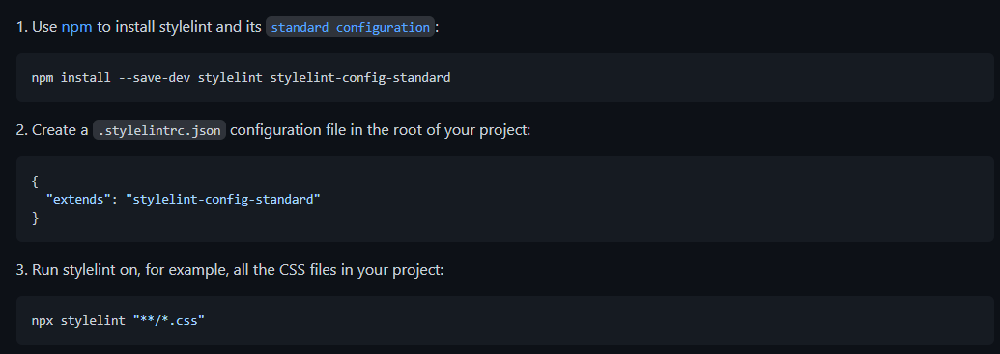 1. Use npm to install stylelint and its standard configuration:
npm install --save-dev stylelint stylelint-config-standard
2. Create a .stylelintrc.json configuration file in the root of your project:
{
  "extends": "stylelint-config-standard"
}
3. Run stylelint on, for example, all the CSS files in your project:
npx stylelint "**/*.css"